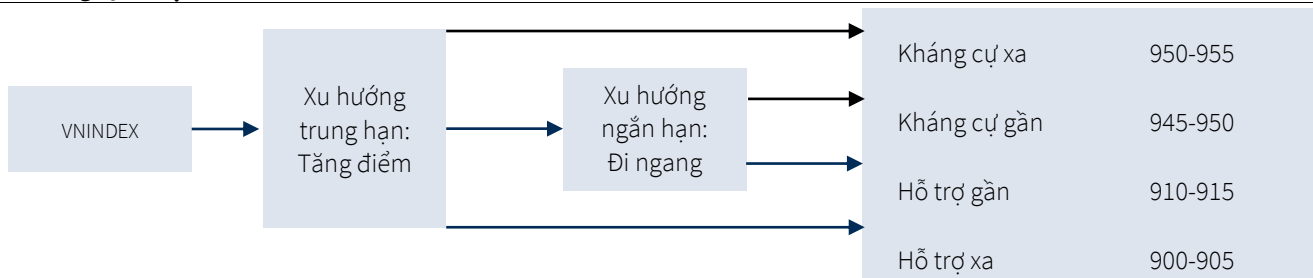 VNINDEX
Xu hướng
trung hạn:
Tăng điểm
Xu hướng
ngắn hạn:
Đi ngang
Kháng cự xa 950-955
Kháng cự gần 945-950
Hỗ trợ gần 910-915
Hỗ trợ xa 900-905